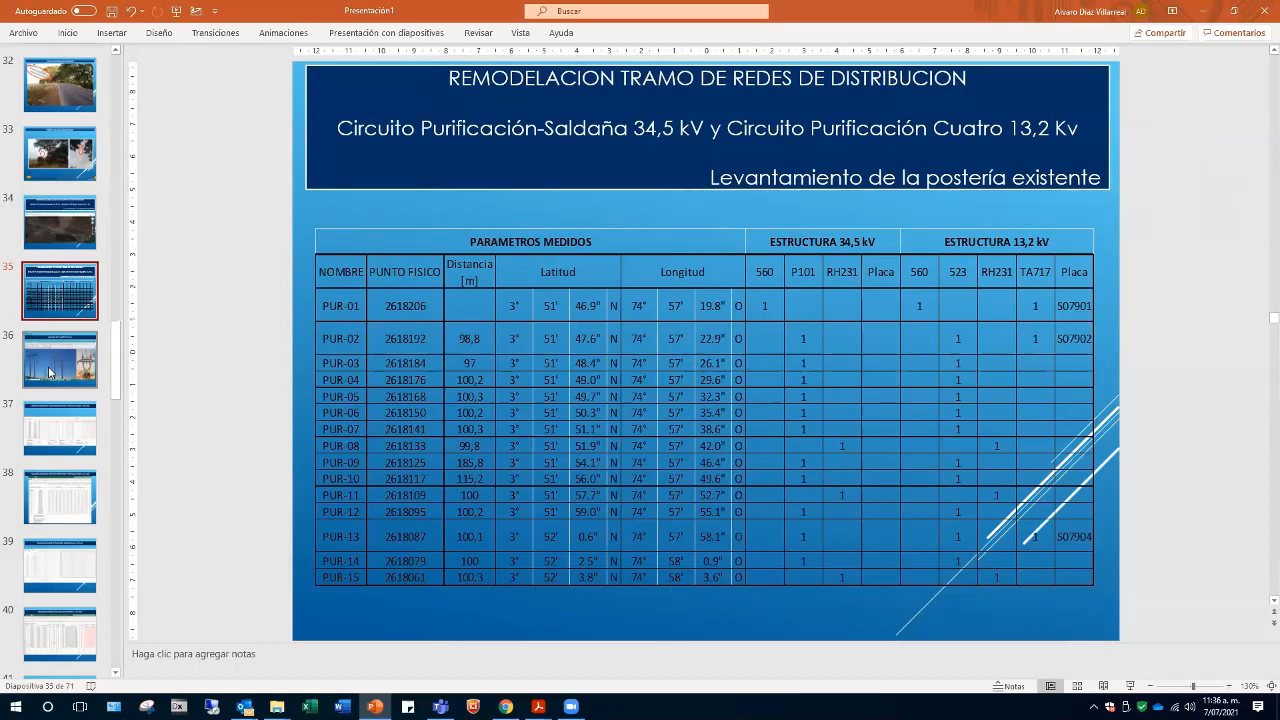 Autoguardado
Presentación1
Buscar
Alvaro Diaz Villarreal AD
Archivo Inicio Insertar Diseño Transiciones Animaciones Presentación con diapositivas Revisar Vista Ayuda Compartir Comentarios
REMODELACION TRAMO DE REDES DE DISTRIBUCION
Circuito Purificación-Saldaña 34,5 kV y Circuito Purificación Cuatro 13,2 Kv
Levantamiento de la postería existente
PARAMETROS MEDIDOS ESTRUCTURA 34,5 kV ESTRUCTURA 13,2 kV
NOMBRE PUNTO FISICO Distancia [m] Latitud Longitud 560 P101 RH231 Placa 560 523 RH231 TA717 Placa
PUR-01 2618206 3° 51' 46.9" N 74° 57' 19.8" O 1 1 1 S07901
PUR-02 2618192 98,8 3° 51' 47.6" N 74° 57' 22.9" O 1 1 1 S07902
PUR-03 2618184 97 3° 51' 48.4" N 74° 57' 26.1" O 1 1
PUR-04 2618176 100,2 3° 51' 49.0" N 74° 57' 29.6" O 1 1
PUR-05 2618168 100,3 3° 51' 49.7" N 74° 57' 32.3" O 1 1
PUR-06 2618150 100,2 3° 51' 50.3" N 74° 57' 35.4" O 1 1
PUR-07 2618141 100,3 3° 51' 51.1" N 74° 57' 38.6" O 1 1
PUR-08 2618133 99,8 3° 51' 51.9" N 74° 57' 42.0" O 1 1
PUR-09 2618125 185,8 3° 51' 54.1" N 74° 57' 46.4" O 1 1
PUR-10 2618117 115,2 3° 51' 56.0" N 74° 57' 49.6" O 1 1
PUR-11 2618109 100 3° 51' 57.7" N 74° 57' 52.7" O 1 1
PUR-12 2618095 100,2 3° 51' 59.0" N 74° 57' 55.1" O 1 1
PUR-13 2618087 100,1 3° 52' 0.6" N 74° 57' 58.1" O 1 1 1 S07904
PUR-14 2618079 100 3° 52' 2.5" N 74° 58' 0.9" O 1 1
PUR-15 2618061 100,3 3° 52' 3.8" N 74° 58' 3.6" O 1 1
33
36
37
39
40
Haga clic para agregar notas
Diapositiva 35 de 71
Notas
130%
11:36 a. m.
7/07/2021